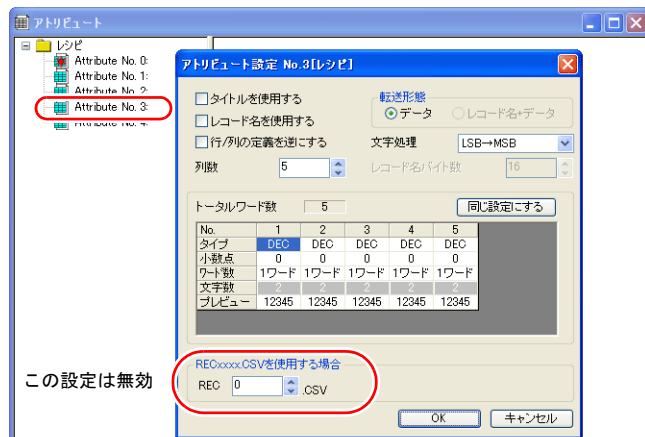 アトリビュート
レシピ
Attribute No. 0:
Attribute No. 1:
Attribute No. 2:
Attribute No. 3:
Attribute No. 4:
アトリビュート設定 No.3[レシピ]
タイトルを使用する
レコード名を使用する
行/列の定義を逆にする
転送形態
データ
レコード名+データ
文字処理
LSB→MSB
列数
5
レコード名バイト数
16
トータルワード数
5
同じ設定にする
No. 1 2 3 4 5
タイプ DEC DEC DEC DEC DEC
小数点 0 0 0 0 0
ワード数 1ワード 1ワード 1ワード 1ワード 1ワード
文字数 2 2 2 2 2
プレビュー 12345 12345 12345 12345 12345
この設定は無効
RECxxxx.CSVを使用する場合
REC 0 .CSV
OK
キャンセル